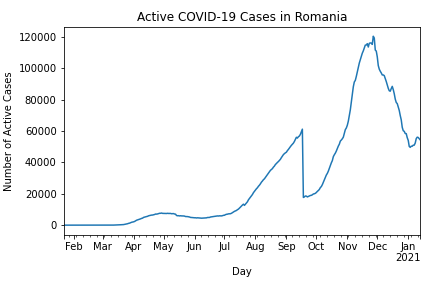 Active COVID-19 Cases in Romania
Number of Active Cases
120000
100000
80000
60000
40000
20000
0
Feb Mar Apr May Jun Jul Aug Sep Oct Nov Dec Jan
2021
Day